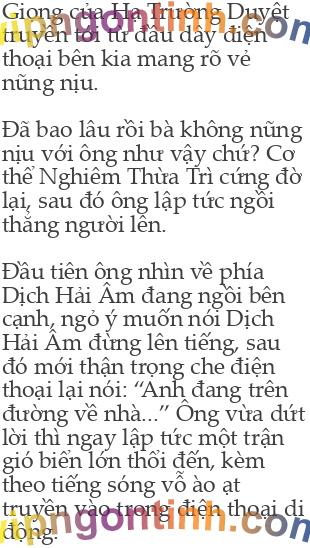 Giọng của Hạ Trường Duyệt
truyền tới từ đầu dây điện
thoại bên kia mang rõ vẻ
nũng nịu.
Đã bao lâu rồi bà không nũng
nịu với ông như vậy chứ? Cơ
thể Nghiêm Thừa Trì cứng đờ
lại, sau đó ông lập tức ngồi
thẳng người lên.
Đầu tiên ông nhìn về phía
Dịch Hải Âm đang ngồi bên
cạnh, ngỏ ý muốn nói Dịch
Hải Âm đừng lên tiếng, sau
đó mới thận trọng che điện
thoại lại nói: “Anh đang trên
đường về nhà...” Ông vừa dứt
lời thì ngay lập tức một trận
gió biển lớn thổi đến, kèm
theo tiếng sóng vỗ ào ạt
truyền vào trong điện thoại di
động.
vipngontinh.com
vipngontinh.com